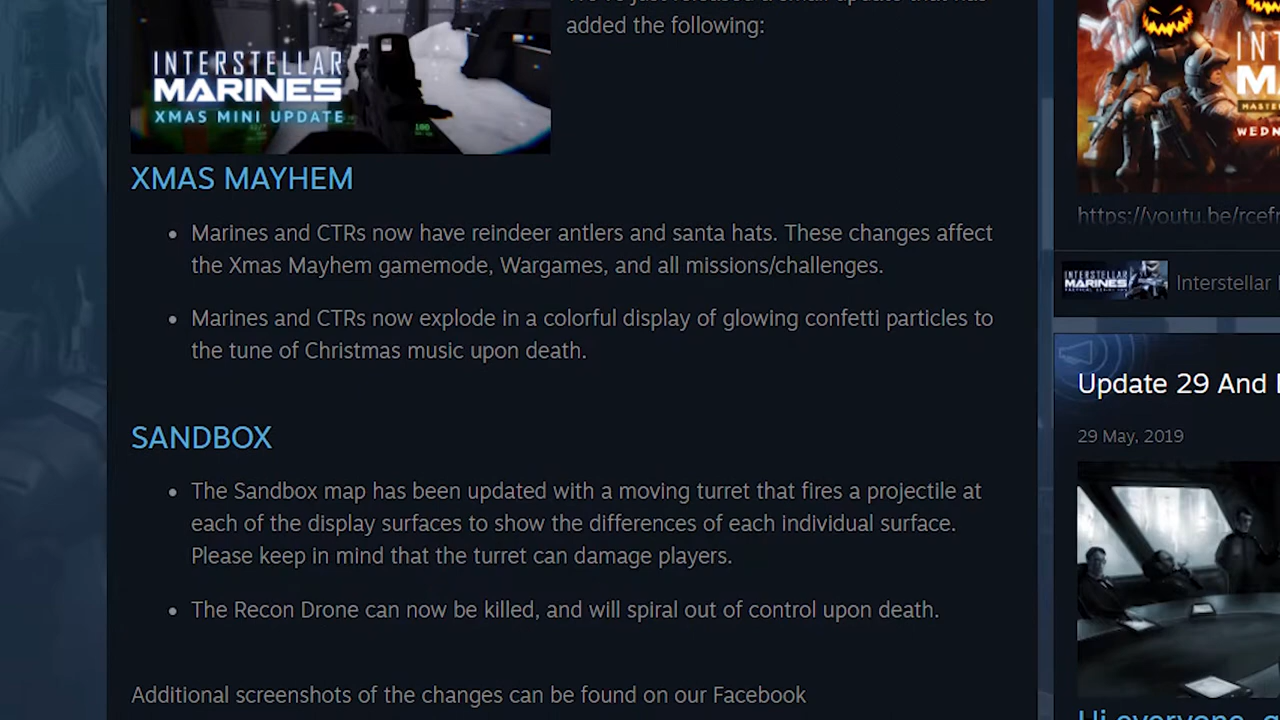 added the following:
INTERSTELLAR
MARINES
XMAS MINI UPDATE
XMAS MAYHEM
Marines and CTRs now have reindeer antlers and santa hats. These changes affect
the Xmas Mayhem gamemode, Wargames, and all missions/challenges.
Marines and CTRs now explode in a colorful display of glowing confetti particles to
the tune of Christmas music upon death.
SANDBOX
The Sandbox map has been updated with a moving turret that fires a projectile at
each of the display surfaces to show the differences of each individual surface.
Please keep in mind that the turret can damage players.
The Recon Drone can now be killed, and will spiral out of control upon death.
Additional screenshots of the changes can be found on our Facebook
https://youtu.be/rcefr
INTERSTELLAR
MARINES
Interstellar
Update 29 And
29 May, 2019